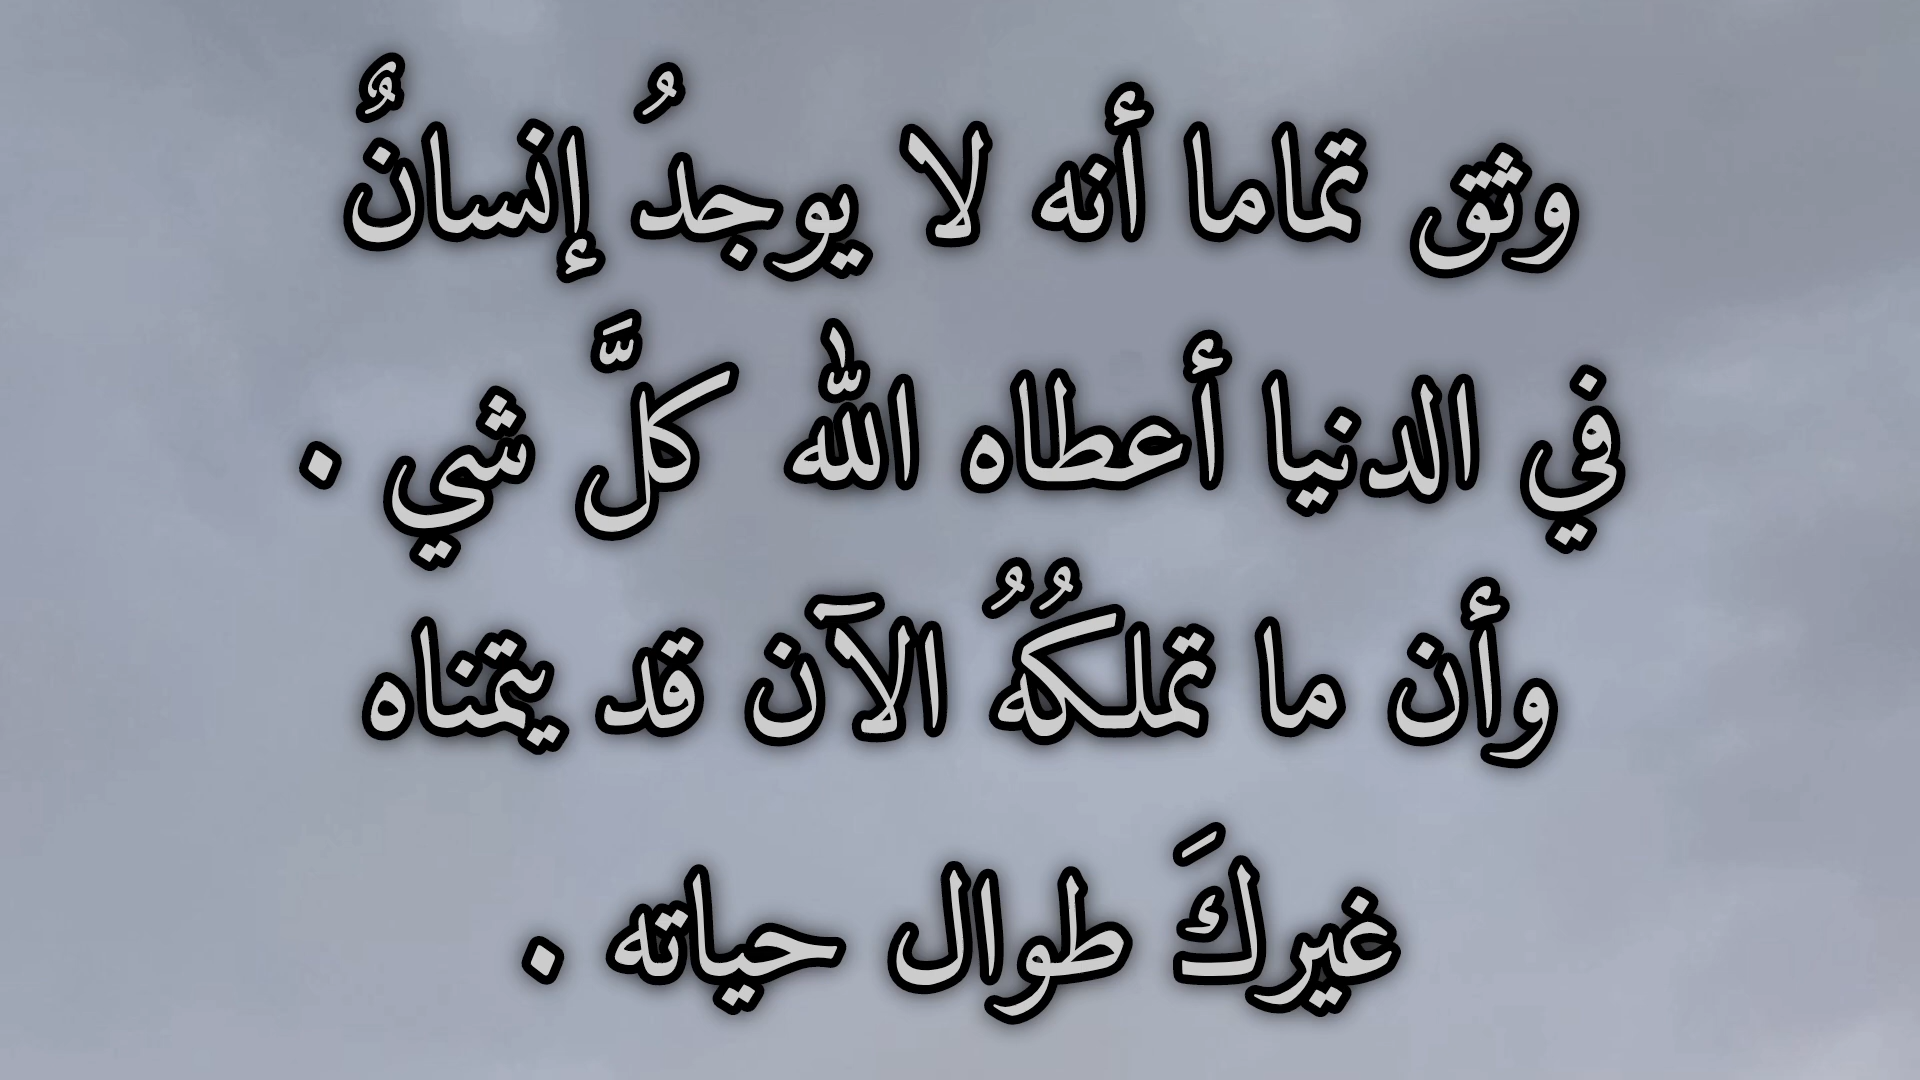 وثق تماما أنه لا يوجدُ إنسانٌ
في الدنيا أعطاه الله كلَّ شي .
وأن ما تملكُهُ الآن قد يتمناه
غيركَ طوال حياته .